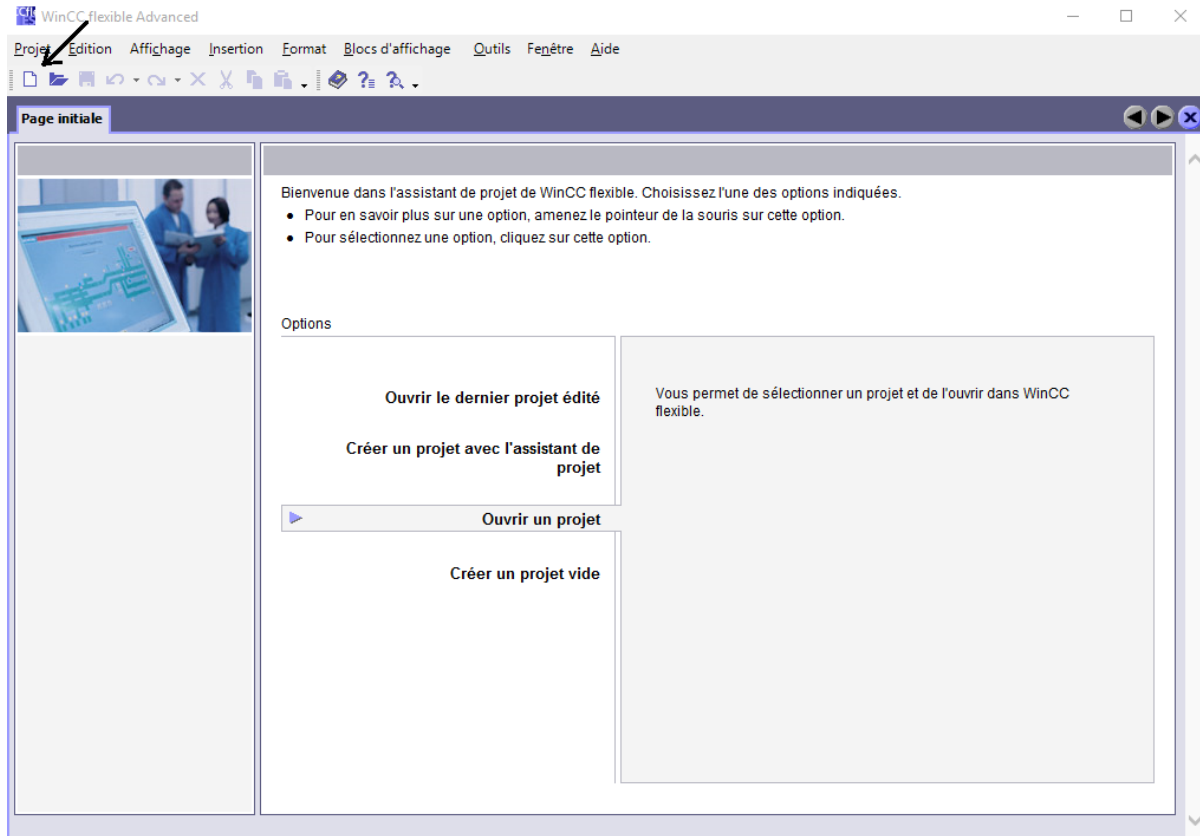 WinCC flexible Advanced
Projet Edition Affichage Insertion Format Blocs d'affichage Outils Fenêtre Aide
Page initiale
Bienvenue dans l'assistant de projet de WinCC flexible. Choisissez l'une des options indiquées.
Pour en savoir plus sur une option, amenez le pointeur de la souris sur cette option.
Pour sélectionnez une option, cliquez sur cette option.
Options
Ouvrir le dernier projet édité
Créer un projet avec l'assistant de
projet
Ouvrir un projet
Créer un projet vide
Vous permet de sélectionner un projet et de l'ouvrir dans WinCC
flexible.